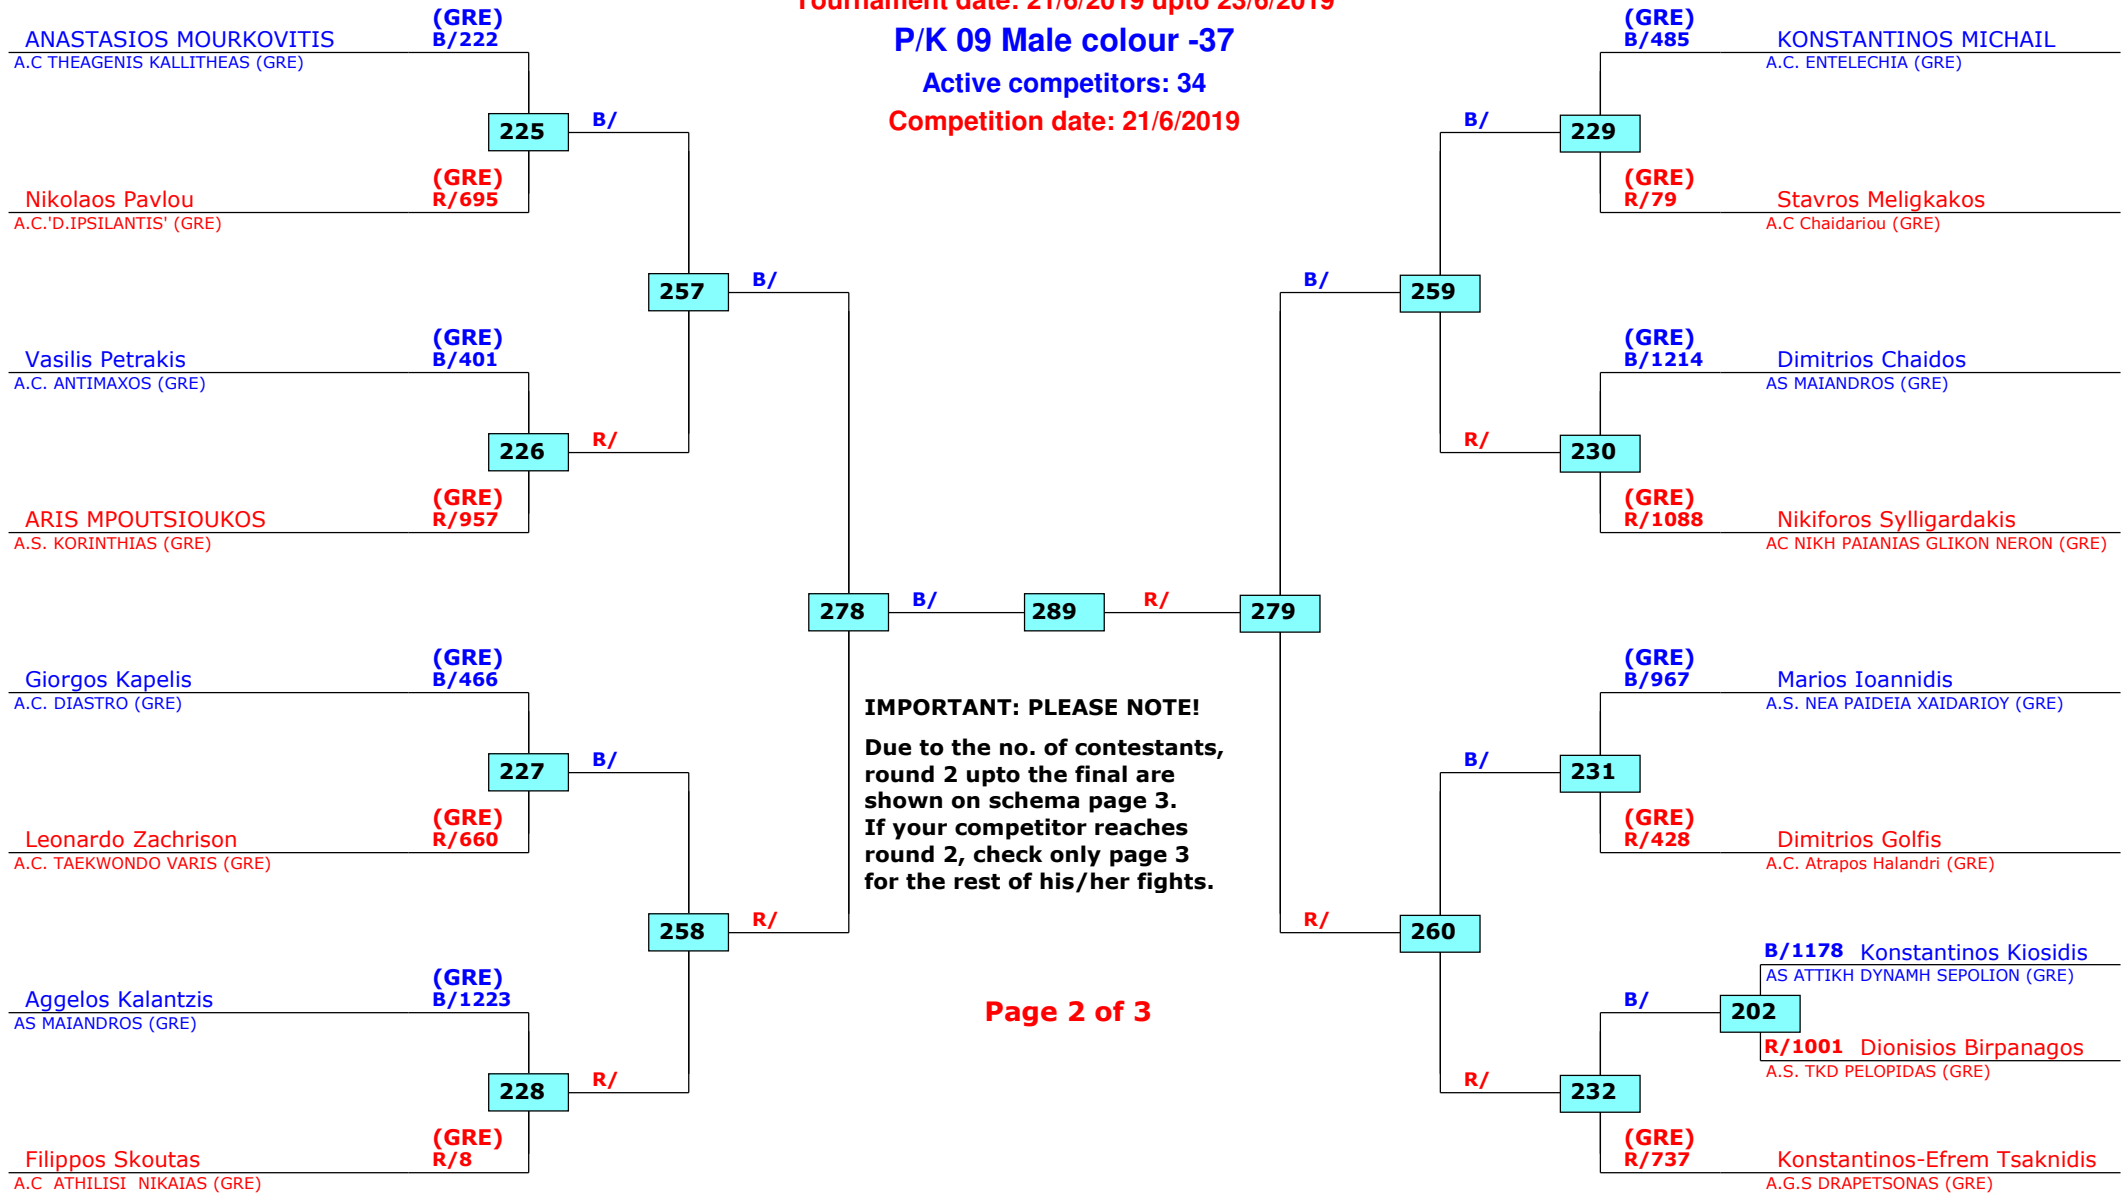 Tournament date: 21/6/2019 upto 23/6/2019
P/K 09 Male colour -37
Active competitors: 34
Competition date: 21/6/2019
(GRE)
ANASTASIOS MOURKOVITIS B/222
A.C THEAGENIS KALLITHEAS (GRE)
225 B/
(GRE)
Nikolaos Pavlou R/695
A.C.'D.IPSILANTIS' (GRE)
257 B/
(GRE)
Vasilis Petrakis B/401
A.C. ANTIMAXOS (GRE)
226 R/
(GRE)
ARIS MPOUTSIOUKOS R/957
A.S. KORINTHIAS (GRE)
278 B/ 289 R/ 279
(GRE)
Giorgos Kapelis B/466
A.C. DIASTRO (GRE)
227 B/
(GRE)
Leonardo Zachrison R/660
A.C. TAEKWONDO VARIS (GRE)
258 R/
(GRE)
Aggelos Kalantzis B/1223
AS MAIANDROS (GRE)
228 R/
(GRE)
Filippos Skoutas R/8
A.C ATHILISI NIKAIAS (GRE)
IMPORTANT: PLEASE NOTE!
Due to the no. of contestants,
round 2 upto the final are
shown on schema page 3.
If your competitor reaches
round 2, check only page 3
for the rest of his/her fights.
Page 2 of 3
(GRE)
B/485 KONSTANTINOS MICHAIL
A.C. ENTELECHIA (GRE)
B/ 229
(GRE)
R/79 Stavros Meligkakos
A.C Chaidariou (GRE)
B/ 259
(GRE)
B/1214 Dimitrios Chaidos
AS MAIANDROS (GRE)
R/ 230
(GRE)
R/1088 Nikiforos Sylligardakis
AC NIKH PAIANIAS GLIKON NERON (GRE)
(GRE)
B/967 Marios Ioannidis
A.S. NEA PAIDEIA XAIDARIOY (GRE)
B/ 231
(GRE)
R/428 Dimitrios Golfis
A.C. Atrapos Halandri (GRE)
R/ 260
B/1178 Konstantinos Kiosidis
AS ATTIKH DYNAMH SEPOLION (GRE)
B/ 202
R/1001 Dionisios Birpanagos
A.S. TKD PELOPIDAS (GRE)
R/ 232
(GRE)
R/737 Konstantinos-Efrem Tsaknidis
A.G.S DRAPETSONAS (GRE)